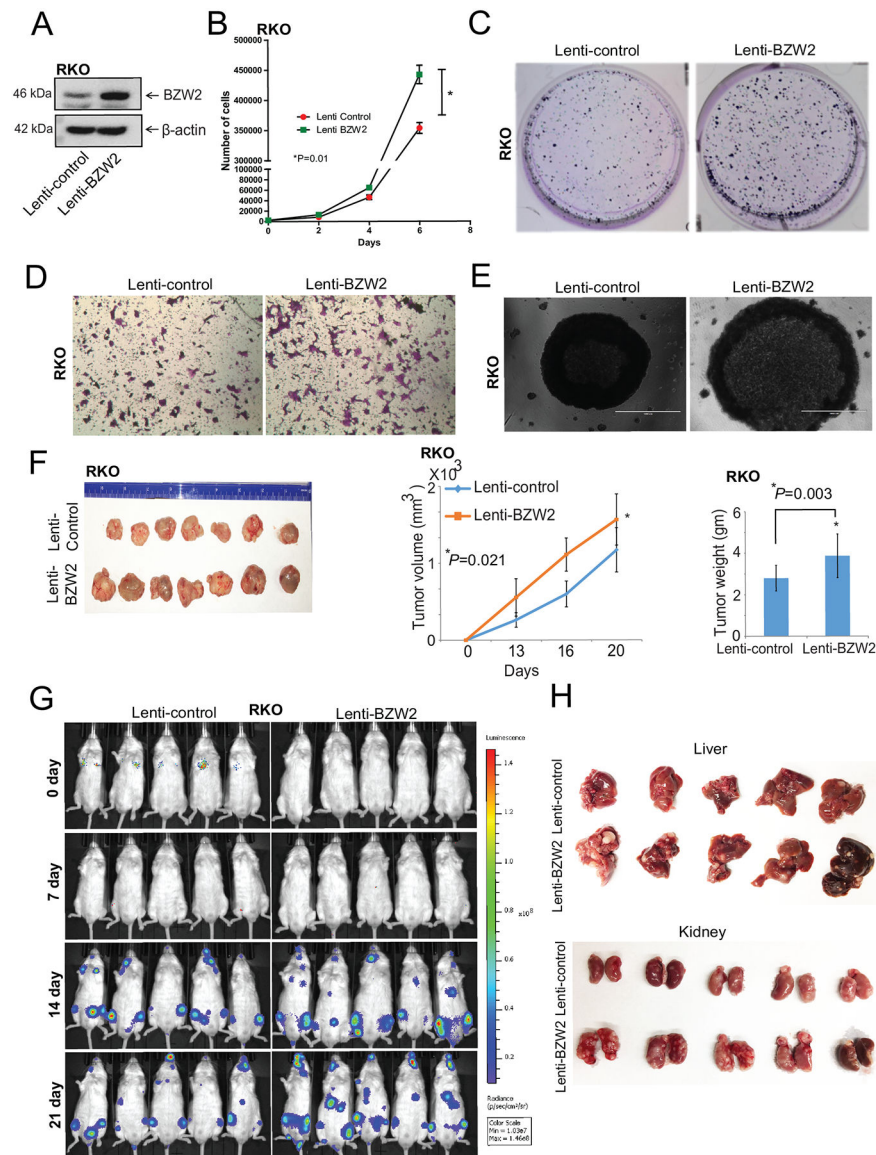 A
RKO
46 kDa
BZW2
42 kDa
β-actin
Lenti-control
Lenti-BZW2
B
RKO
Number of cells
500000
450000
400000
350000
300000
100000
80000
60000
40000
20000
0
0 2 4 6 8
Days
Lenti Control
Lenti BZW2
*P=0.01
*
C
Lenti-control Lenti-BZW2
RKO
D
Lenti-control Lenti-BZW2
RKO
E
Lenti-control Lenti-BZW2
RKO
F
RKO
Lenti-
Control
Lenti-
BZW2
RKO
X10³
Tumor volume (mm³)
2
1
0
Lenti-control
Lenti-BZW2
*P=0.021
*
0 13 16 20
Days
RKO
*P=0.003
*
Tumor weight (gm)
6
4
2
0
Lenti-control Lenti-BZW2
G
Lenti-control RKO Lenti-BZW2
0 day
7 day
14 day
21 day
Luminescence
1.4
1.2
1.0
0.8
x10⁸
0.6
0.4
0.2
Radiance
(p/sec/cm²/sr)
Color Scale
Min = 1.03e7
Max = 1.46e8
H
Liver
Lenti-control
Lenti-BZW2
Kidney
Lenti-control
Lenti-BZW2